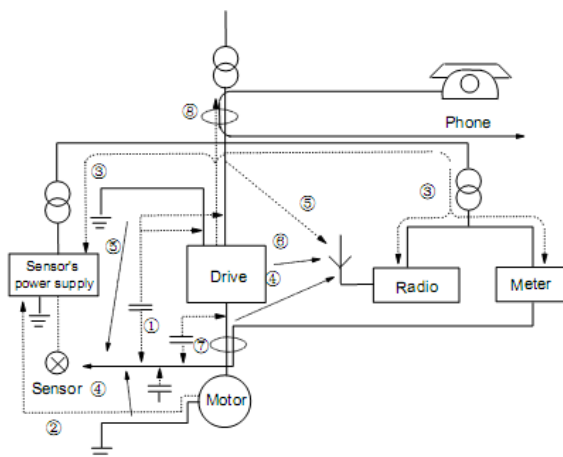 ⑧
Phone
③
③
⑤
⑤
⑥
Sensor's
power supply
Drive
④
Radio
Meter
①
⑦
Sensor
④
Motor
②